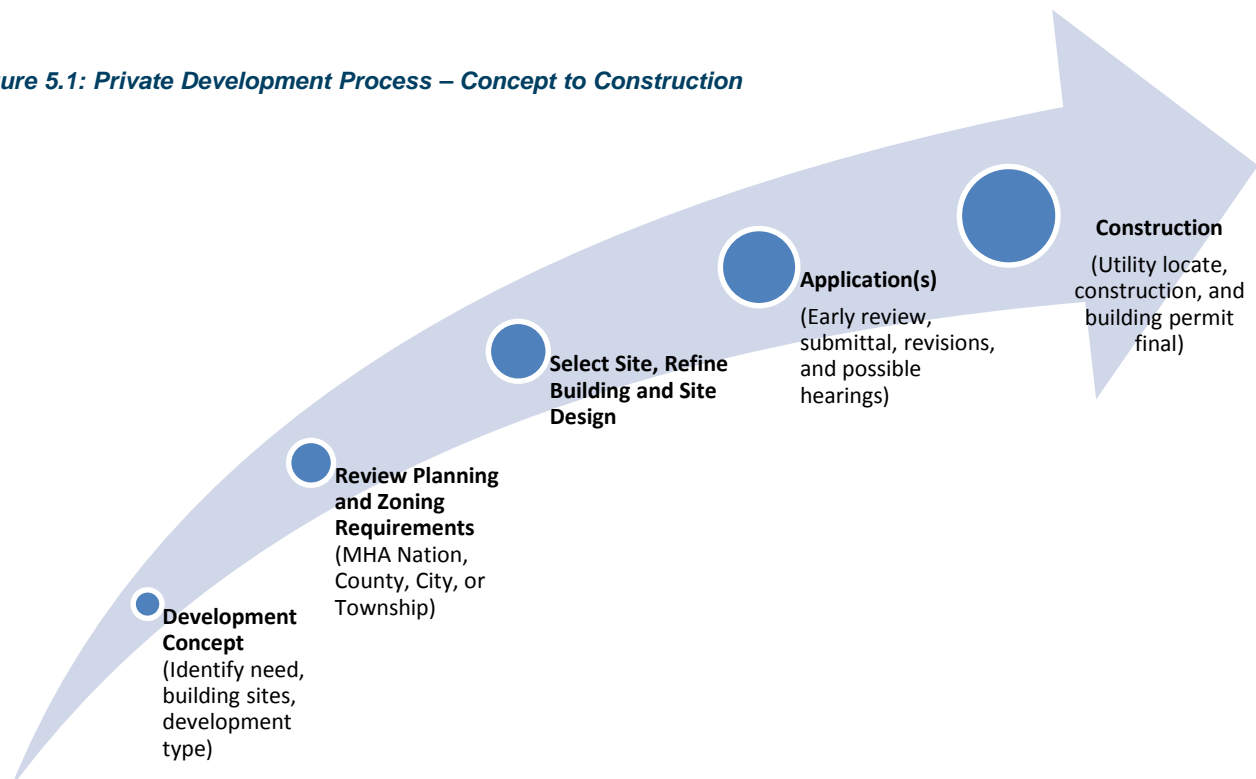 ure 5.1: Private Development Process – Concept to Construction
Construction
(Utility locate,
construction, and
building permit
final)
Application(s)
(Early review,
submittal, revisions,
and possible
hearings)
Select Site, Refine
Building and Site
Design
Review Planning
and Zoning
Requirements
(MHA Nation,
County, City, or
Township)
Development
Concept
(Identify need,
building sites,
development
type)